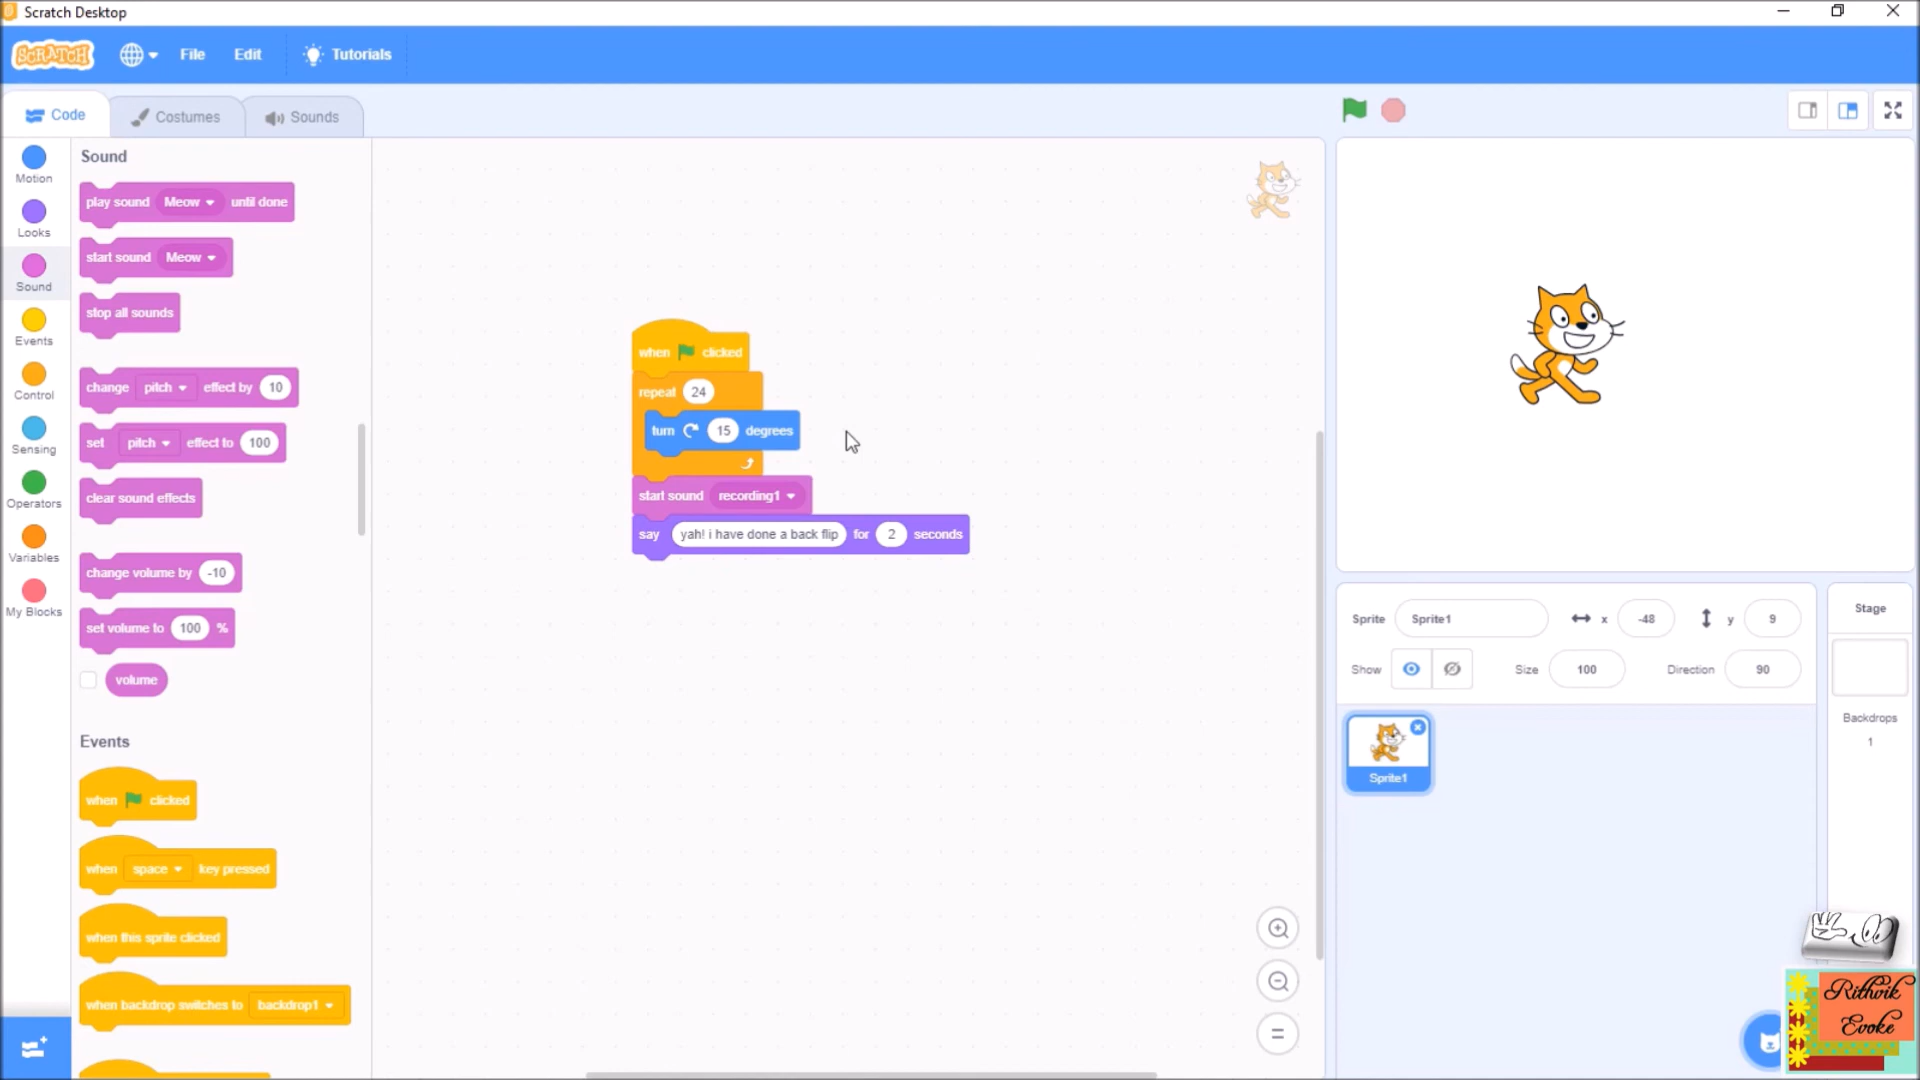 Scratch Desktop
SCRATCH File Edit Tutorials
Code Costumes Sounds
Motion
Looks
Sound
Events
Control
Sensing
Operators
Variables
My Blocks
Sound
play sound Meow until done
start sound Meow
stop all sounds
change pitch effect by 10
set pitch effect to 100
clear sound effects
change volume by -10
set volume to 100 %
volume
Events
when clicked
when space key pressed
when this sprite clicked
when backdrop switches to backdrop1
when clicked
repeat 24
turn 15 degrees
start sound recording1
say yah! i have done a back flip for 2 seconds
Sprite Sprite1 x -48 y 9
Show Size 100 Direction 90
Sprite1
Stage
Backdrops
1
Rithvik
Evoke